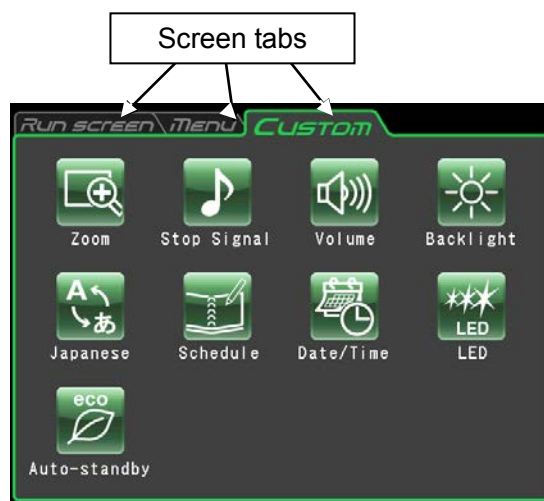 Screen tabs
Run screen Menu Custom
Zoom Stop Signal Volume Backlight
A あ LED
Japanese Schedule Date/Time LED
eco
Auto-standby